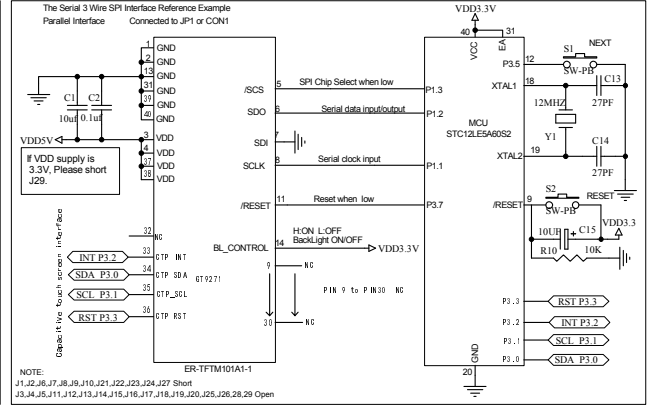 The Serial 3 Wire SPI Interface Reference Example
Parallel Interface Connected to JP1 or CON1
VDD3.3V
1 GND
2 GND
13 GND
31 GND
39 GND
40 GND
C1 C2
10uf 0.1uf
VDD5V
3 VDD
4 VDD
37 VDD
38 VDD
If VDD supply is
3.3V, Please short
J29.
/SCS 5 SPI Chip Select when low P1.3
SDO 6 Serial data input/output P1.2
SDI 7
SCLK 8 Serial clock input P1.1
/RESET 11 Reset when low P3.7
H:ON L:OFF
BL_CONTROL 14 BackLight ON/OFF VDD3.3V
9 NC
PIN 9 to PIN30 NC
30 NC
Capacitive touch screen interface
32 NC
INT P3.2 33 CTP INT
SDA P3.0 34 CTP SDA
GT9271
SCL P3.1 35 CTP_SCL
RST P3.3 36 CTP RST
ER-TFTM101A1-1
40 VCC
31 EA
MCU
STC12LE5A60S2
P3.5 12
S1 NEXT
SW-PB
XTAL1 18
C13
27PF
12MHZ
Y1
XTAL2 19
C14
27PF
/RESET 9
S2 RESET
SW-PB
10UF C15
VDD3.3
R10 10K
P3.3 RST P3.3
P3.2 INT P3.2
P3.1 SCL P3.1
P3.0 SDA P3.0
GND
20
NOTE:
J1,J2,J6,J7,J8,J9,J10,J21,J22,J23,J24,J27 Short
J3,J4,J5,J11,J12,J13,J14,J15,J16,J17,J18,J19,J20,J25,J26,28,29 Open